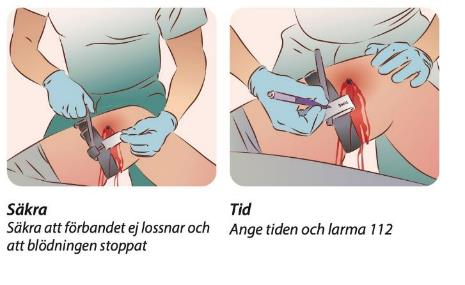 Säkra
Säkra att förbandet ej lossnar och
att blödningen stoppat
Tid
Ange tiden och larma 112